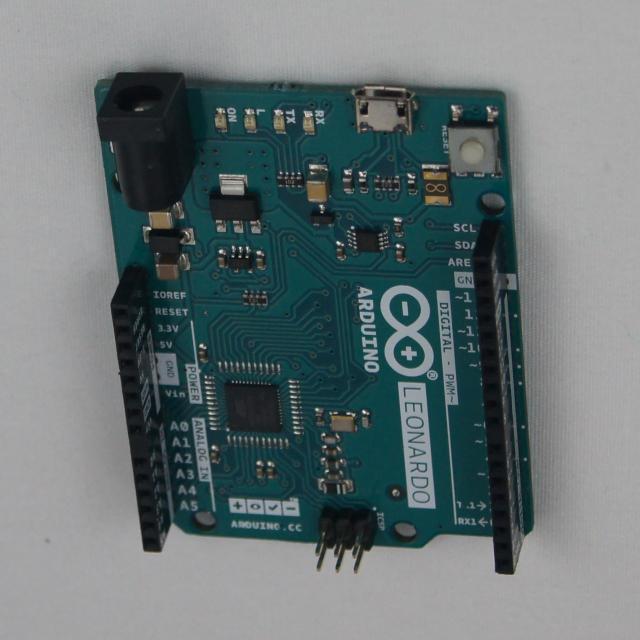 ON
L
TX
RX
RESET
SCL
SDA
GN
IOREF
RESET
3.3V
5V
GND
Vin
POWER
A0
A1
A2
A3
A4
A5
ANALOG IN
ARDUINO
LEONARDO
DIGITAL - PWM~
ARDUINO.CC
ICSP
RX1